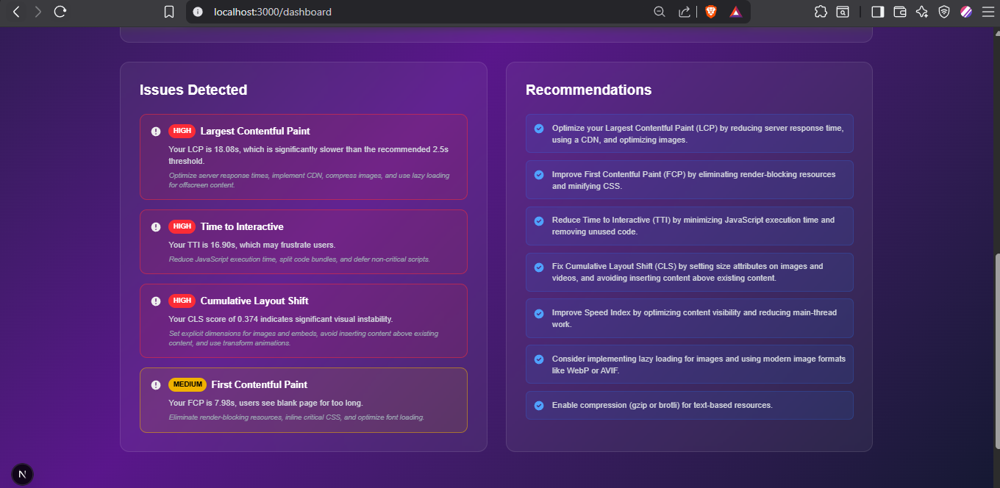 localhost:3000/dashboard
Issues Detected
HIGH Largest Contentful Paint
Your LCP is 18.08s, which is significantly slower than the recommended 2.5s
threshold.
Optimize server response times, implement CDN, compress images, and use lazy loading
for offscreen content.
HIGH Time to Interactive
Your TTI is 16.90s, which may frustrate users.
Reduce JavaScript execution time, split code bundles, and defer non-critical scripts.
HIGH Cumulative Layout Shift
Your CLS score of 0.374 indicates significant visual instability.
Set explicit dimensions for images and embeds, avoid inserting content above existing
content, and use transform animations.
MEDIUM First Contentful Paint
Your FCP is 7.98s, users see blank page for too long.
Eliminate render-blocking resources, inline critical CSS, and optimize font loading.
Recommendations
Optimize your Largest Contentful Paint (LCP) by reducing server response time,
using a CDN, and optimizing images.
Improve First Contentful Paint (FCP) by eliminating render-blocking resources
and minifying CSS.
Reduce Time to Interactive (TTI) by minimizing JavaScript execution time and
removing unused code.
Fix Cumulative Layout Shift (CLS) by setting size attributes on images and
videos, and avoiding inserting content above existing content.
Improve Speed Index by optimizing content visibility and reducing main-thread
work.
Consider implementing lazy loading for images and using modern image formats
like WebP or AVIF.
Enable compression (gzip or brotli) for text-based resources.
N